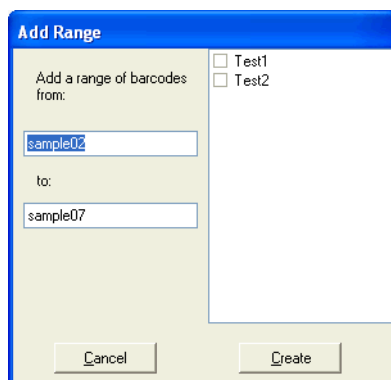 Add Range
Add a range of barcodes
from:
sample02
to:
sample07
Test1
Test2
Cancel
Create